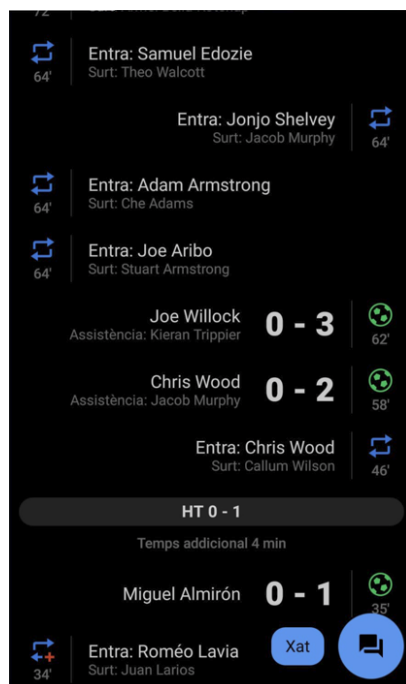 72'
Entra: Samuel Edozie
64'
Surt: Theo Walcott
Entra: Jonjo Shelvey
Surt: Jacob Murphy
64'
Entra: Adam Armstrong
64'
Surt: Che Adams
Entra: Joe Aribo
64'
Surt: Stuart Armstrong
Joe Willock
0 - 3
Assistència: Kieran Trippier
62'
Chris Wood
0 - 2
Assistència: Jacob Murphy
58'
Entra: Chris Wood
Surt: Callum Wilson
46'
HT 0 - 1
Temps addicional 4 min
Miguel Almirón
0 - 1
35'
Entra: Roméo Lavia
34'
Surt: Juan Larios
Xat